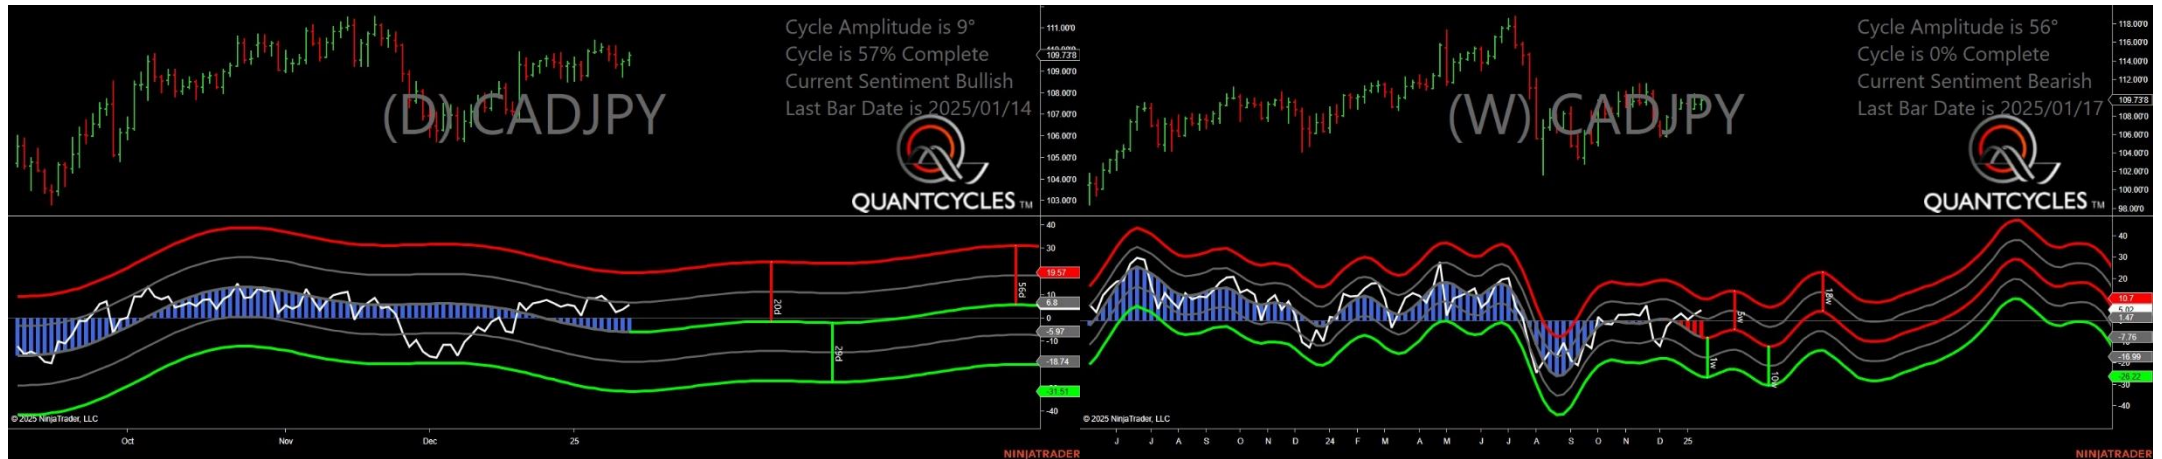 Cycle Amplitude is 9°
Cycle is 57% Complete
Current Sentiment Bullish
Last Bar Date is 2025/01/14
(D) CADJPY
QUANTCYCLES TM
111.00'0
109.73'8
109.00'0
108.00'0
107.00'0
106.00'0
105.00'0
104.00'0
103.00'0
40
30
19.57
10
6.8
0
-5.97
-10
-18.74
-31.51
-40
20d
29d
56d
© 2025 NinjaTrader, LLC
Oct Nov Dec 25
NINJATRADER
Cycle Amplitude is 56°
Cycle is 0% Complete
Current Sentiment Bearish
Last Bar Date is 2025/01/17
(W) CADJPY
QUANTCYCLES TM
118.00'0
116.00'0
114.00'0
112.00'0
109.73'8
108.00'0
106.00'0
104.00'0
102.00'0
100.00'0
98.00'0
40
30
20
10.7
5.02
1.47
-7.76
-16.99
-26.22
-30
-40
5w
1w
10w
18w
© 2025 NinjaTrader, LLC
J J A S O N D 24 F M A M J J A S O N D 25
NINJATRADER